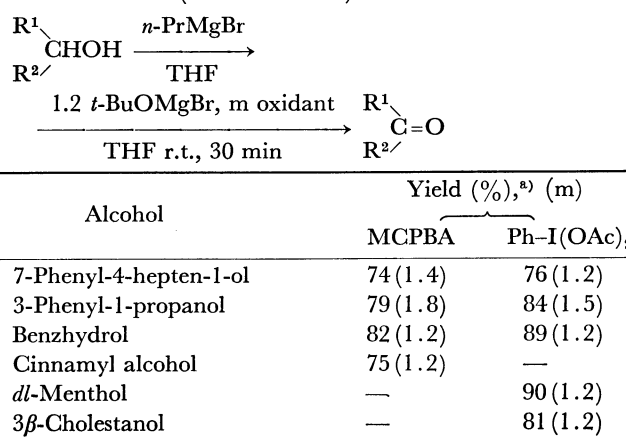 R¹ n-PrMgBr
CHOH
R² THF
1.2 t-BuOMgBr, m oxidant R¹
C=O
THF r.t., 30 min R²
Yield (%),ᵃ⁾ (m)
Alcohol
MCPBA Ph–I(OAc)₂
7-Phenyl-4-hepten-1-ol 74(1.4) 76(1.2)
3-Phenyl-1-propanol 79(1.8) 84(1.5)
Benzhydrol 82(1.2) 89(1.2)
Cinnamyl alcohol 75(1.2) —
dl-Menthol — 90(1.2)
3β-Cholestanol — 81(1.2)